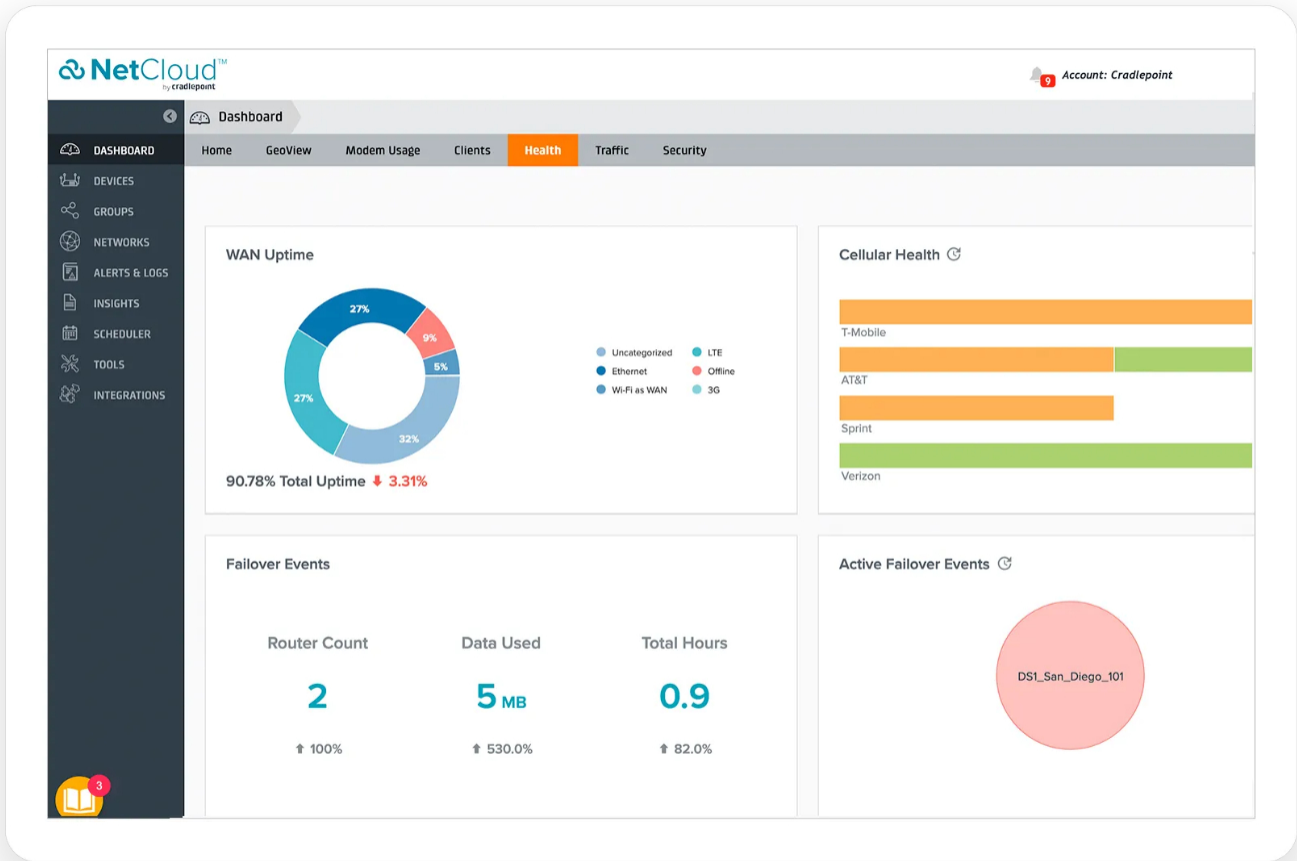 NetCloud™
by cradlepoint
9
Account: Cradlepoint
Dashboard
DASHBOARD
DEVICES
GROUPS
NETWORKS
ALERTS & LOGS
INSIGHTS
SCHEDULER
TOOLS
INTEGRATIONS
3
Home GeoView Modem Usage Clients Health Traffic Security
WAN Uptime
27%
9%
5%
27%
32%
Uncategorized LTE
Ethernet Offline
Wi-Fi as WAN 3G
90.78% Total Uptime 3.31%
Cellular Health
T-Mobile
AT&T
Sprint
Verizon
Failover Events
Router Count Data Used Total Hours
2 5 MB 0.9
100% 530.0% 82.0%
Active Failover Events
DS1_San_Diego_101